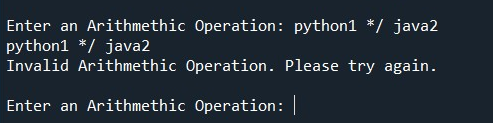 Enter an Arithmethic Operation: python1 */ java2
python1 */ java2
Invalid Arithmethic Operation. Please try again.
Enter an Arithmethic Operation: